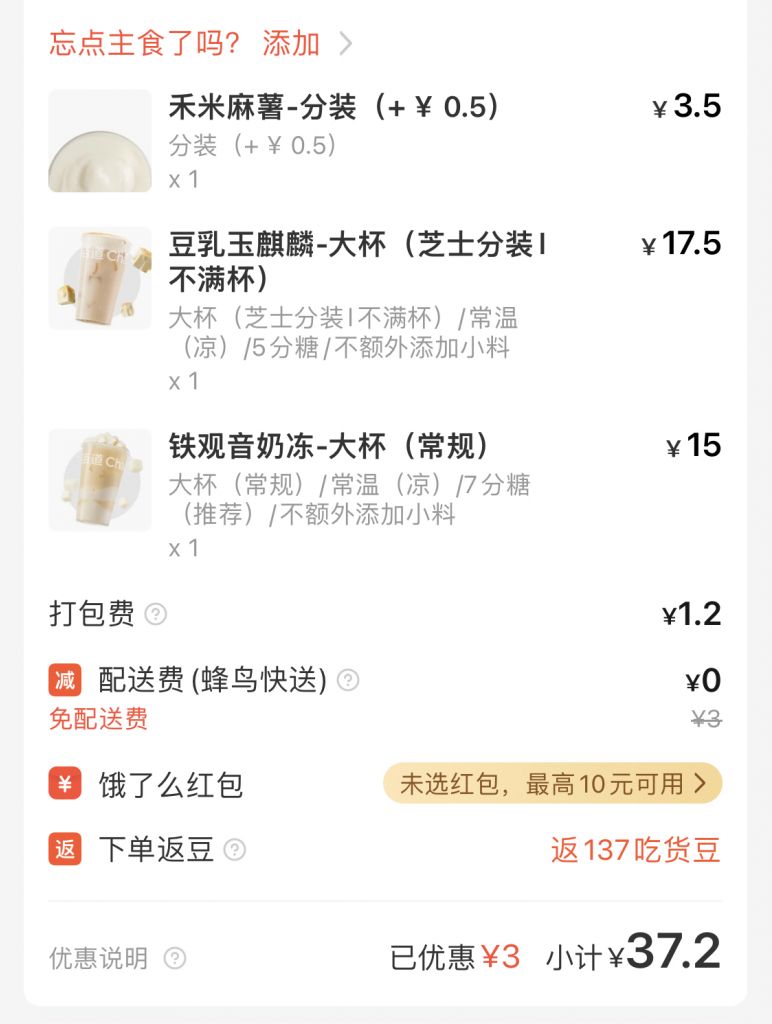 忘点主食了吗? 添加 >
禾米麻薯-分装（+ ¥ 0.5）
¥ 3.5
分装（+ ¥ 0.5）
x 1
豆乳玉麒麟-大杯（芝士分装|
¥ 17.5
不满杯）
大杯（芝士分装|不满杯）/常温
（凉）/5分糖/不额外添加小料
x 1
铁观音奶冻-大杯（常规）
¥ 15
大杯（常规）/常温（凉）/7分糖
（推荐）/不额外添加小料
x 1
打包费 ?
¥1.2
减 配送费(蜂鸟快送) ?
¥0
免配送费
¥3
¥ 饿了么红包
未选红包，最高10元可用 >
返 下单返豆 ?
返137吃货豆
优惠说明 ?
已优惠¥3 小计¥37.2